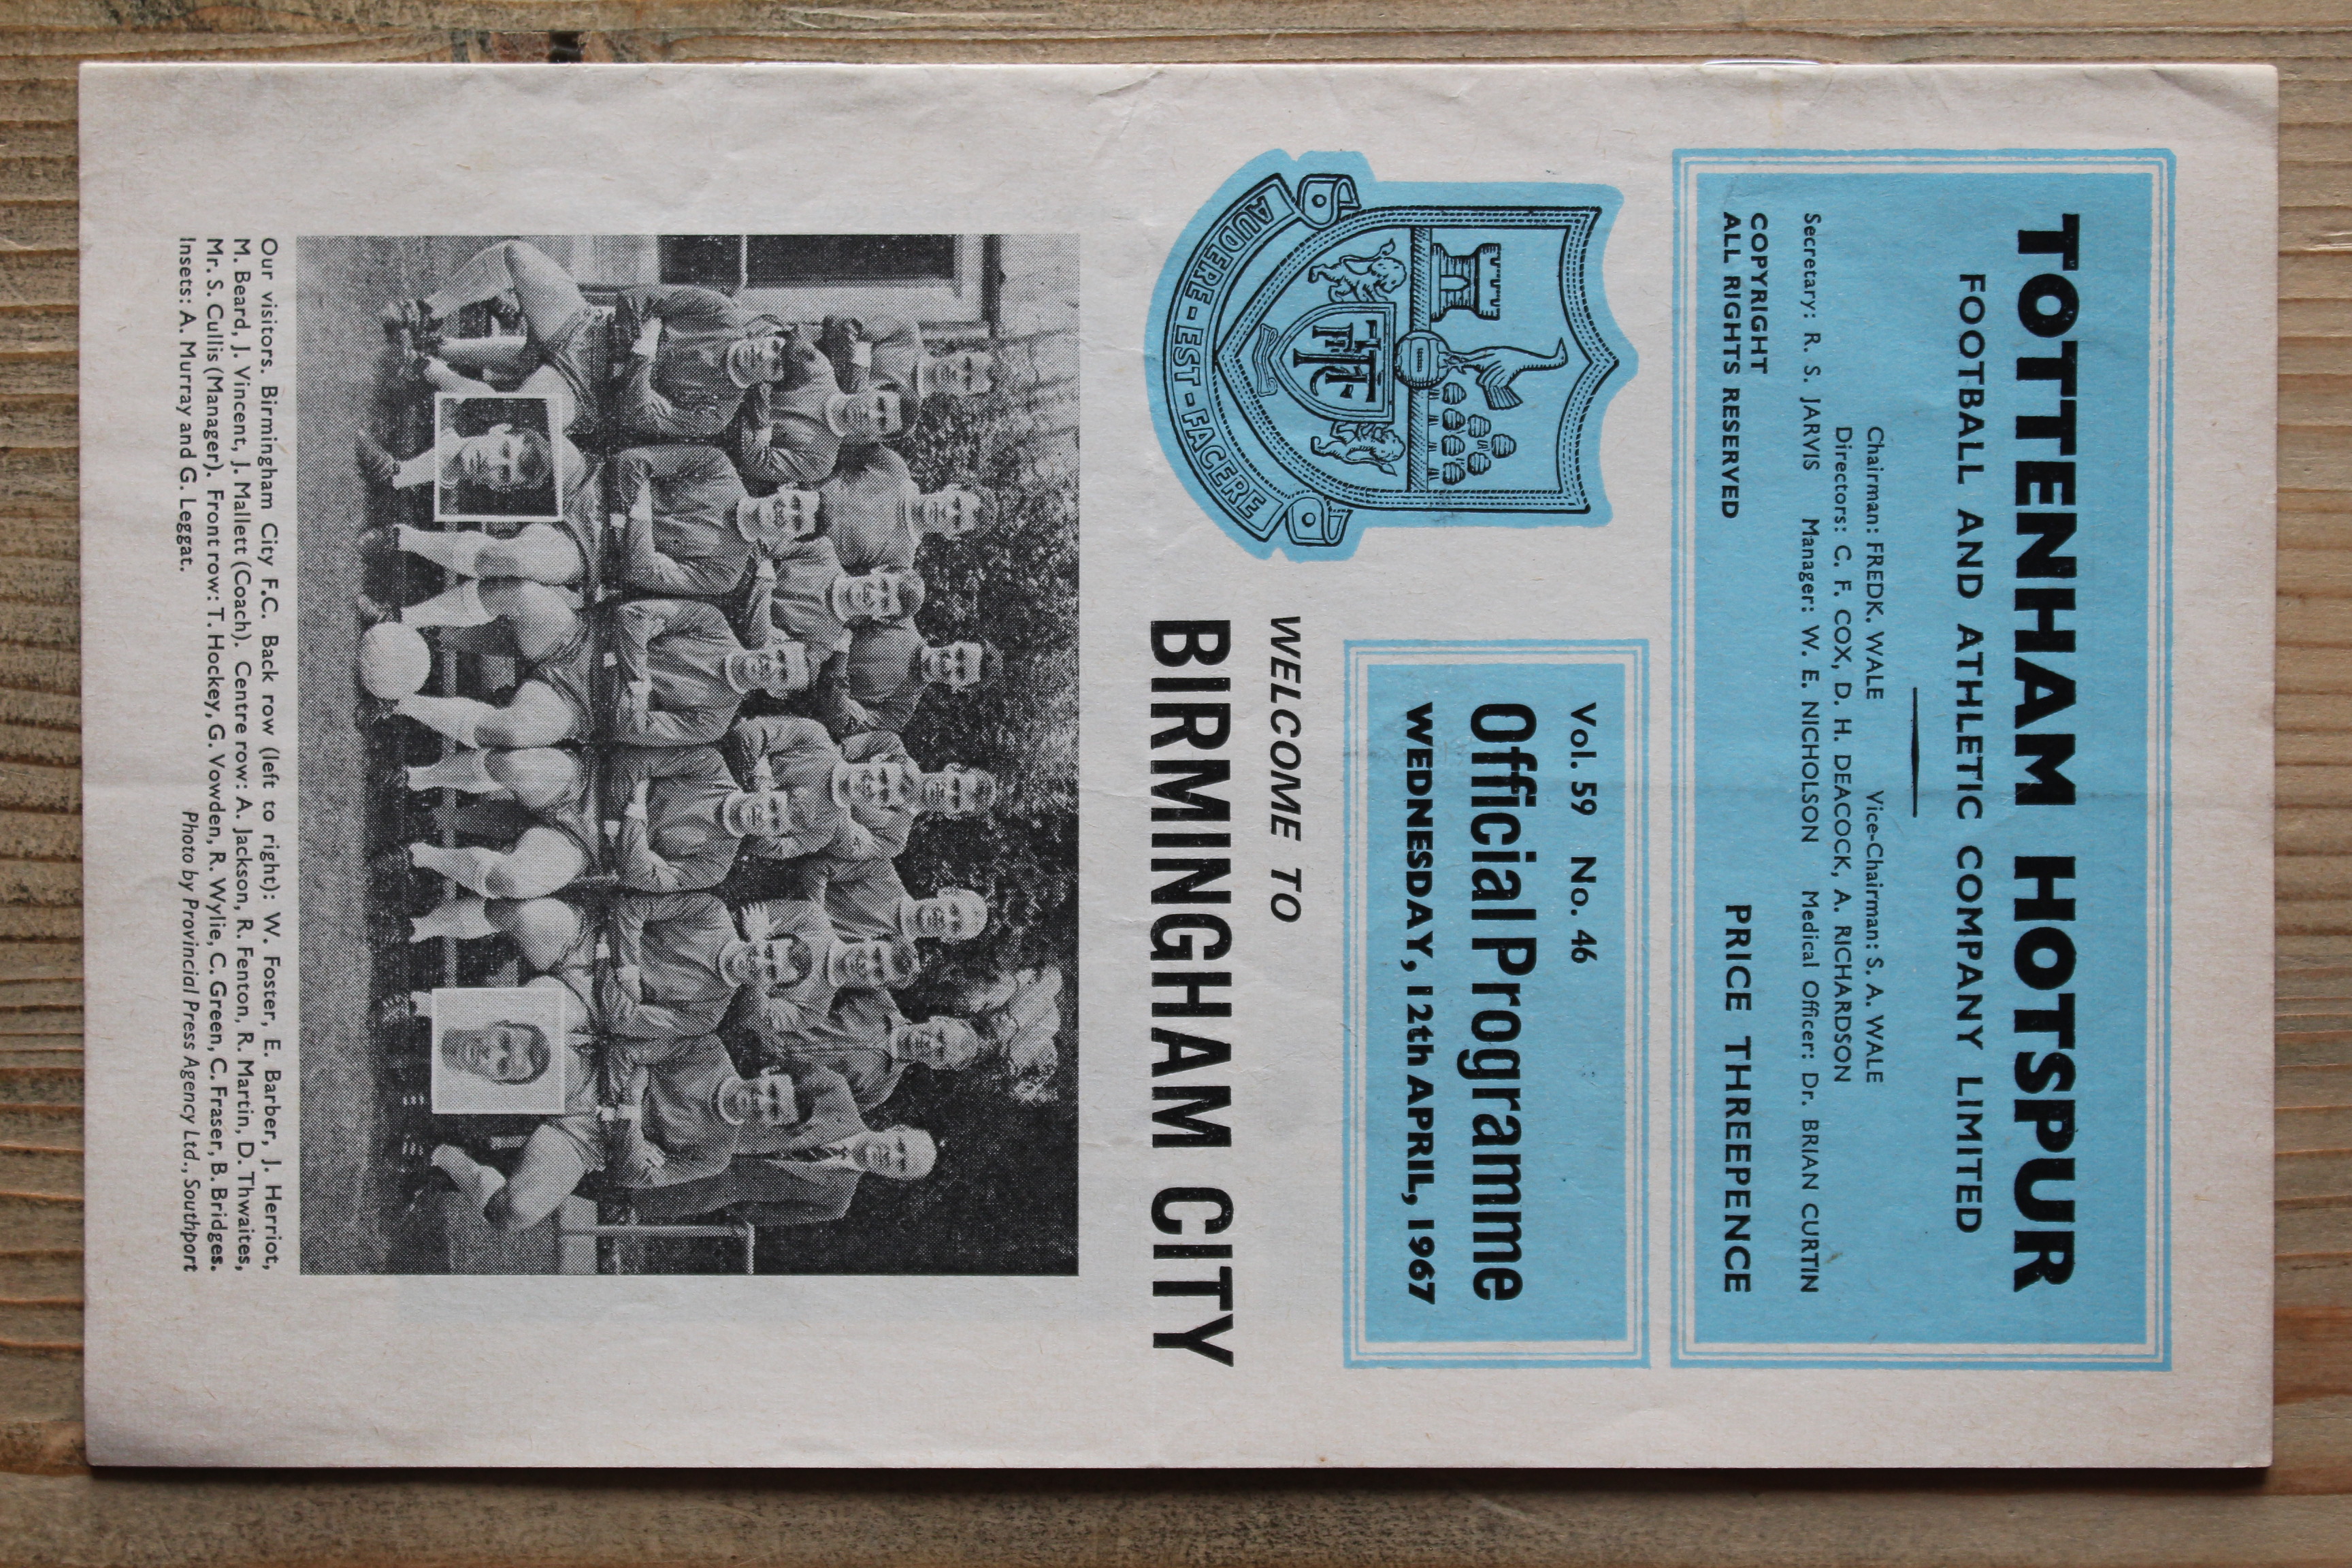 TOTTENHAM HOTSPUR
FOOTBALL AND ATHLETIC COMPANY LIMITED
Chairman: FREDK. WALE Vice-Chairman: S. A. WALE
Directors: C. F. COX, D. H. DEACOCK, A. RICHARDSON
Secretary: R. S. JARVIS Manager: W. E. NICHOLSON Medical Officer: Dr. BRIAN CURTIN
COPYRIGHT
ALL RIGHTS RESERVED PRICE THREEPENCE
AUDERE - EST - FACERE
Vol. 59 No. 46
Official Programme
WEDNESDAY, 12th APRIL, 1967
WELCOME TO
BIRMINGHAM CITY
Our visitors. Birmingham City F.C. Back row (left to right): W. Foster, E. Barber, J. Herriot,
M. Beard, J. Vincent, J. Mallett (Coach). Centre row: A. Jackson, R. Fenton, R. Martin, D. Thwaites,
Mr. S. Cullis (Manager). Front row: T. Hockey, G. Vowden, R. Wylie, C. Green, C. Fraser, B. Bridges.
Insets: A. Murray and G. Leggat. Photo by Provincial Press Agency Ltd., Southport